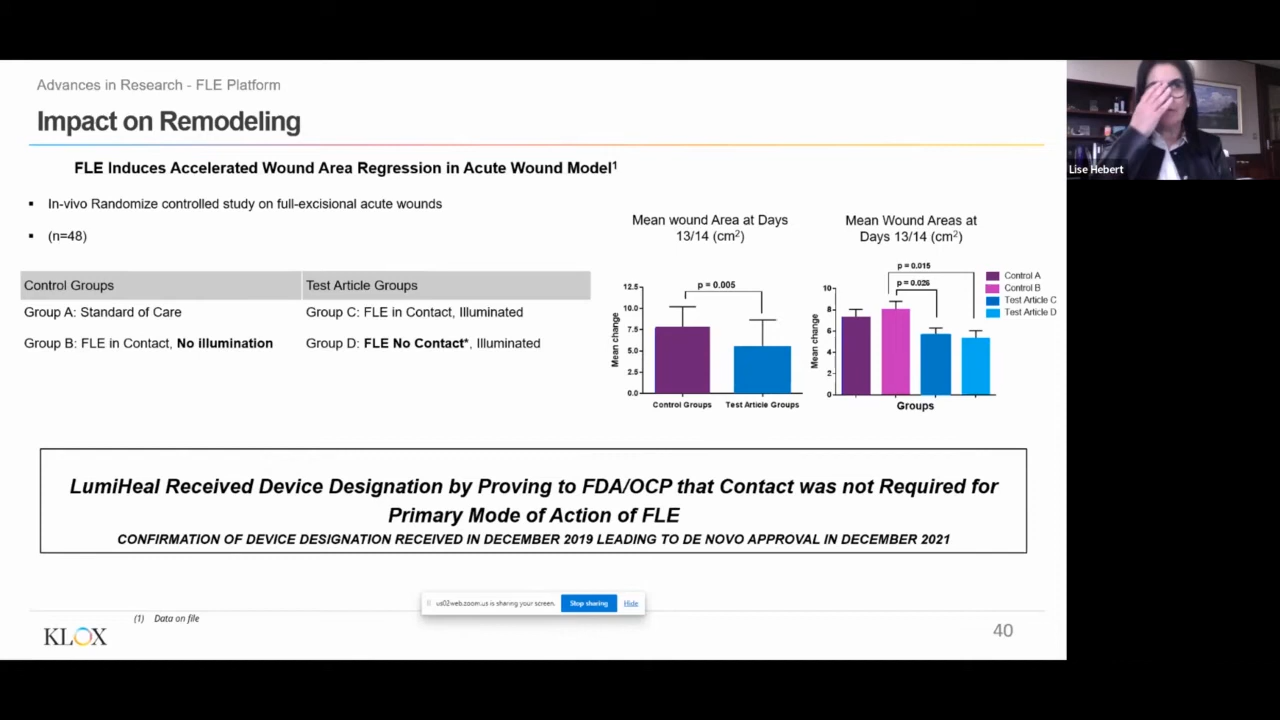 Advances in Research - FLE Platform
Impact on Remodeling
FLE Induces Accelerated Wound Area Regression in Acute Wound Model¹
▪ In-vivo Randomize controlled study on full-excisional acute wounds
▪ (n=48)
Control Groups Test Article Groups
Group A: Standard of Care Group C: FLE in Contact, Illuminated
Group B: FLE in Contact, No illumination Group D: FLE No Contact*, Illuminated
Mean wound Area at Days
13/14 (cm²)
p = 0.005
Mean change
12.5
10.0
7.5
5.0
2.5
0.0
Control Groups Test Article Groups
Mean Wound Areas at
Days 13/14 (cm²)
p = 0.015
p = 0.026
Mean change
10
8
6
4
2
0
Groups
Control A
Control B
Test Article C
Test Article D
LumiHeal Received Device Designation by Proving to FDA/OCP that Contact was not Required for
Primary Mode of Action of FLE
CONFIRMATION OF DEVICE DESIGNATION RECEIVED IN DECEMBER 2019 LEADING TO DE NOVO APPROVAL IN DECEMBER 2021
us02web.zoom.us is sharing your screen. Stop sharing Hide
(1) Data on file
KLOX
40
Lise Hebert